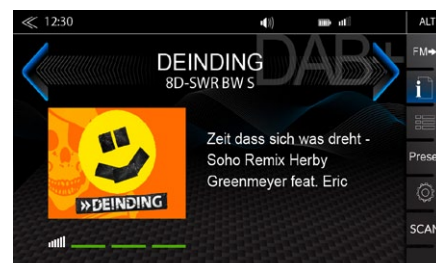 12:30
ALT
DAB+
FM
DEINDING
8D-SWR BW S
i
Zeit dass sich was dreht -
Soho Remix Herby
Greenmeyer feat. Eric
Prese
»DEINDING
SCAN